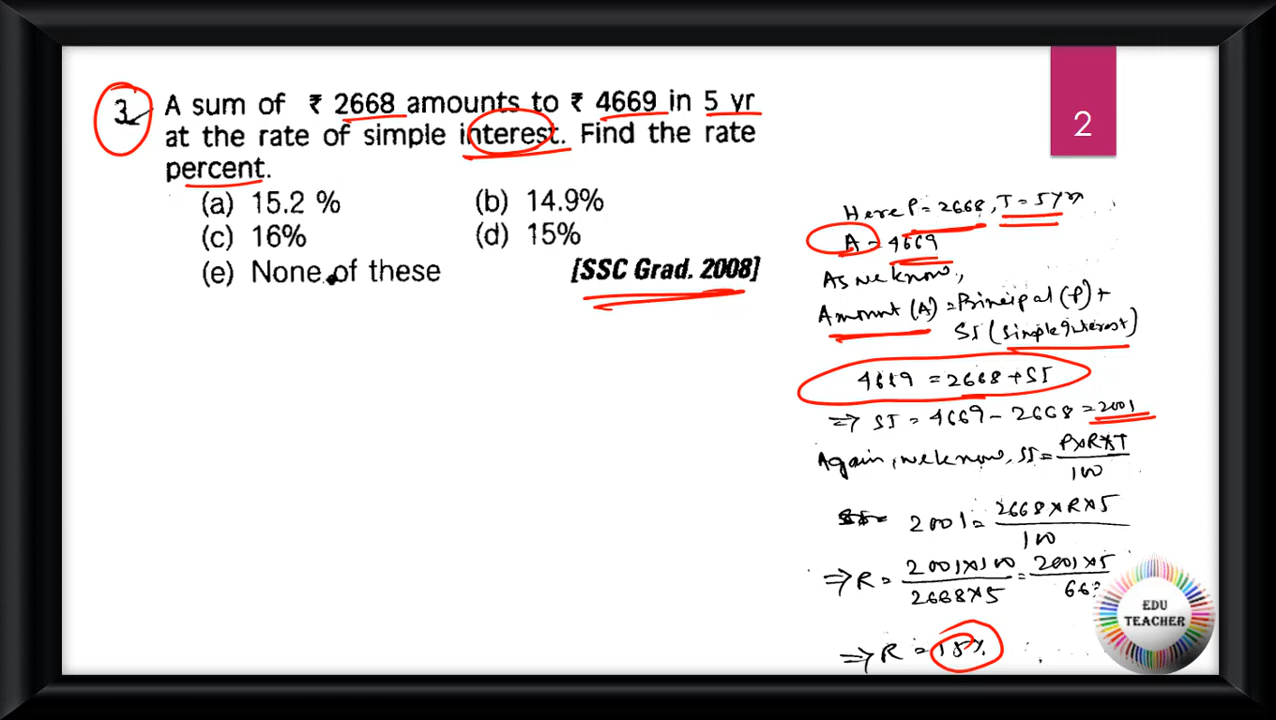 2
3
A sum of ₹ 2668 amounts to ₹ 4669 in 5 yr
at the rate of simple interest. Find the rate
percent.
(a) 15.2 %
(b) 14.9%
(c) 16%
(d) 15%
(e) None of these
[SSC Grad. 2008]
Here P = 2668, T = 5 yrs
A = 4669
As we know,
Amount (A) = Principal (P) +
SI (Simple Interest)
4669 = 2668 + SI
⇒ SI = 4669 - 2668 = 2001
Again, we know, SI = P×R×T
100
2001 = 2668×R×5
100
⇒ R = 2001×100 = 2001×5
2668×5
⇒ R = 15%
EDU
TEACHER